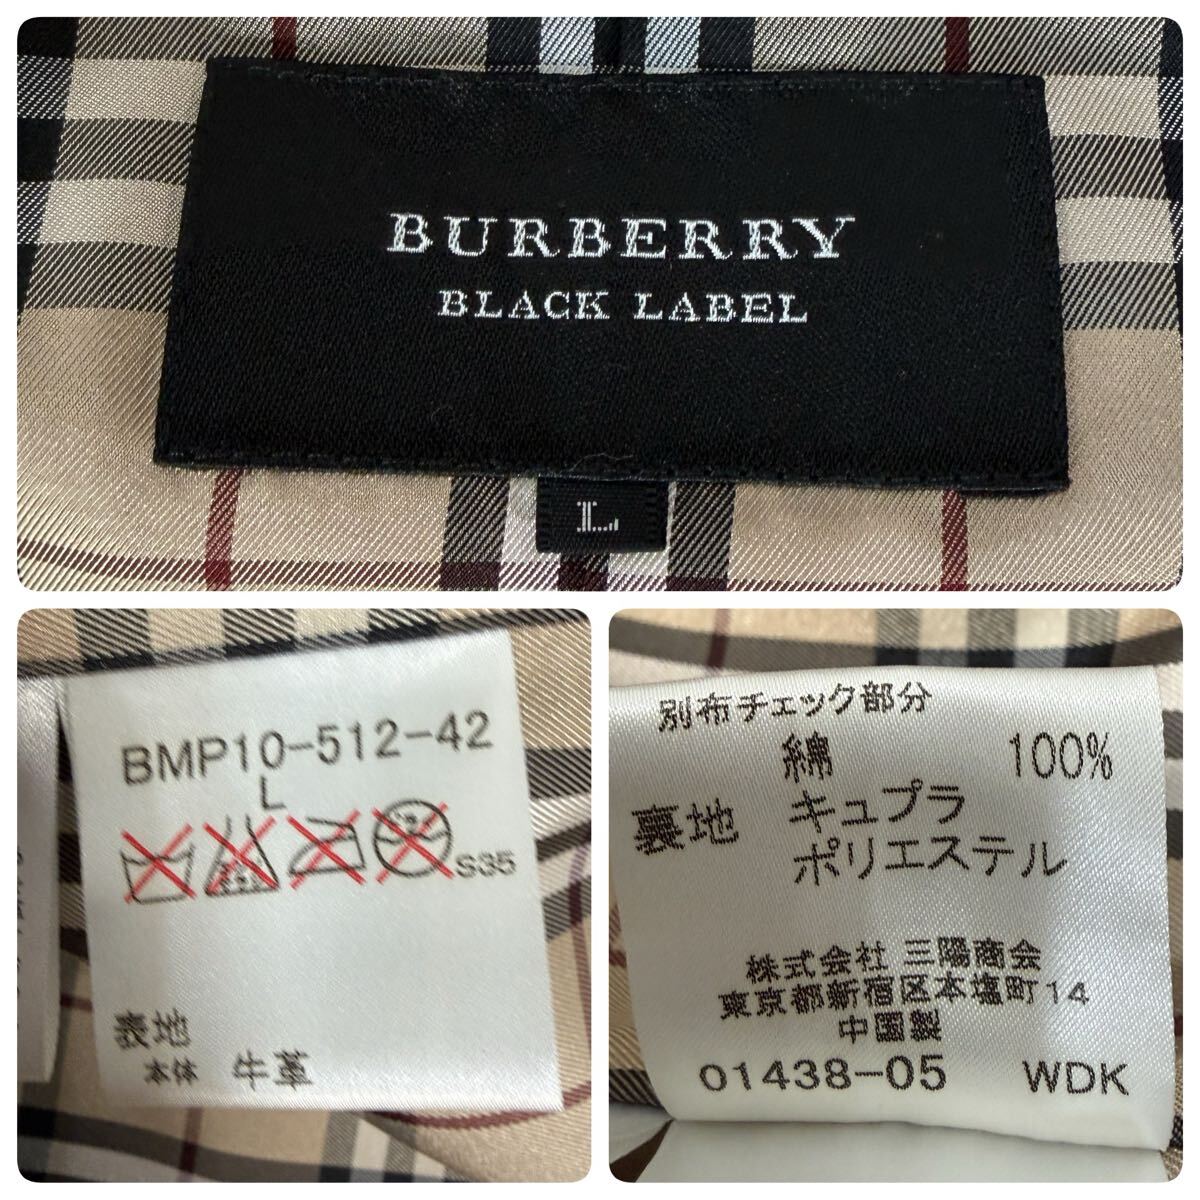 BURBERRY
BLACK LABEL
L
BMP10-512-42
L
S35
表地
本体 牛革
別布チェック部分
綿 100%
裏地 キュプラ
ポリエステル
株式会社 三陽商会
東京都新宿区本塩町14
中国製
01438-05 WDK